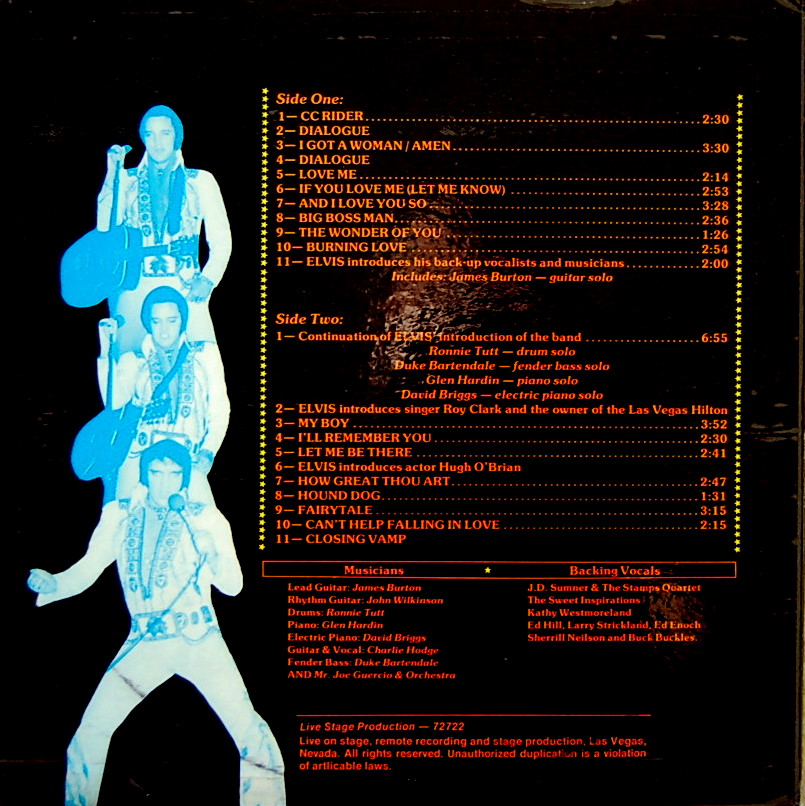 Side One:
1— CC RIDER 2:30
2— DIALOGUE
3— I GOT A WOMAN / AMEN 3:30
4— DIALOGUE
5— LOVE ME 2:14
6— IF YOU LOVE ME (LET ME KNOW) 2:53
7— AND I LOVE YOU SO 3:28
8— BIG BOSS MAN 2:36
9— THE WONDER OF YOU 1:26
10— BURNING LOVE 2:54
11— ELVIS introduces his back-up vocalists and musicians 2:00
Includes: James Burton — guitar solo
Side Two:
1— Continuation of ELVIS' introduction of the band 6:55
Ronnie Tutt — drum solo
Duke Bartendale — fender bass solo
Glen Hardin — piano solo
David Briggs — electric piano solo
2— ELVIS introduces singer Roy Clark and the owner of the Las Vegas Hilton
3— MY BOY 3:52
4— I'LL REMEMBER YOU 2:30
5— LET ME BE THERE 2:41
6— ELVIS introduces actor Hugh O'Brian
7— HOW GREAT THOU ART 2:47
8— HOUND DOG 1:31
9— FAIRYTALE 3:15
10— CAN'T HELP FALLING IN LOVE 2:15
11— CLOSING VAMP
Musicians ★ Backing Vocals
Lead Guitar: James Burton
Rhythm Guitar: John Wilkinson
Drums: Ronnie Tutt
Piano: Glen Hardin
Electric Piano: David Briggs
Guitar & Vocal: Charlie Hodge
Fender Bass: Duke Bartendale
AND Mr. Joe Guercio & Orchestra
J.D. Sumner & The Stamps Quartet
The Sweet Inspirations
Kathy Westmoreland
Ed Hill, Larry Strickland, Ed Enoch
Sherrill Neilson and Buck Buckles.
Live Stage Production — 72722
Live on stage, remote recording and stage production, Las Vegas,
Nevada. All rights reserved. Unauthorized duplication is a violation
of artlicable laws.